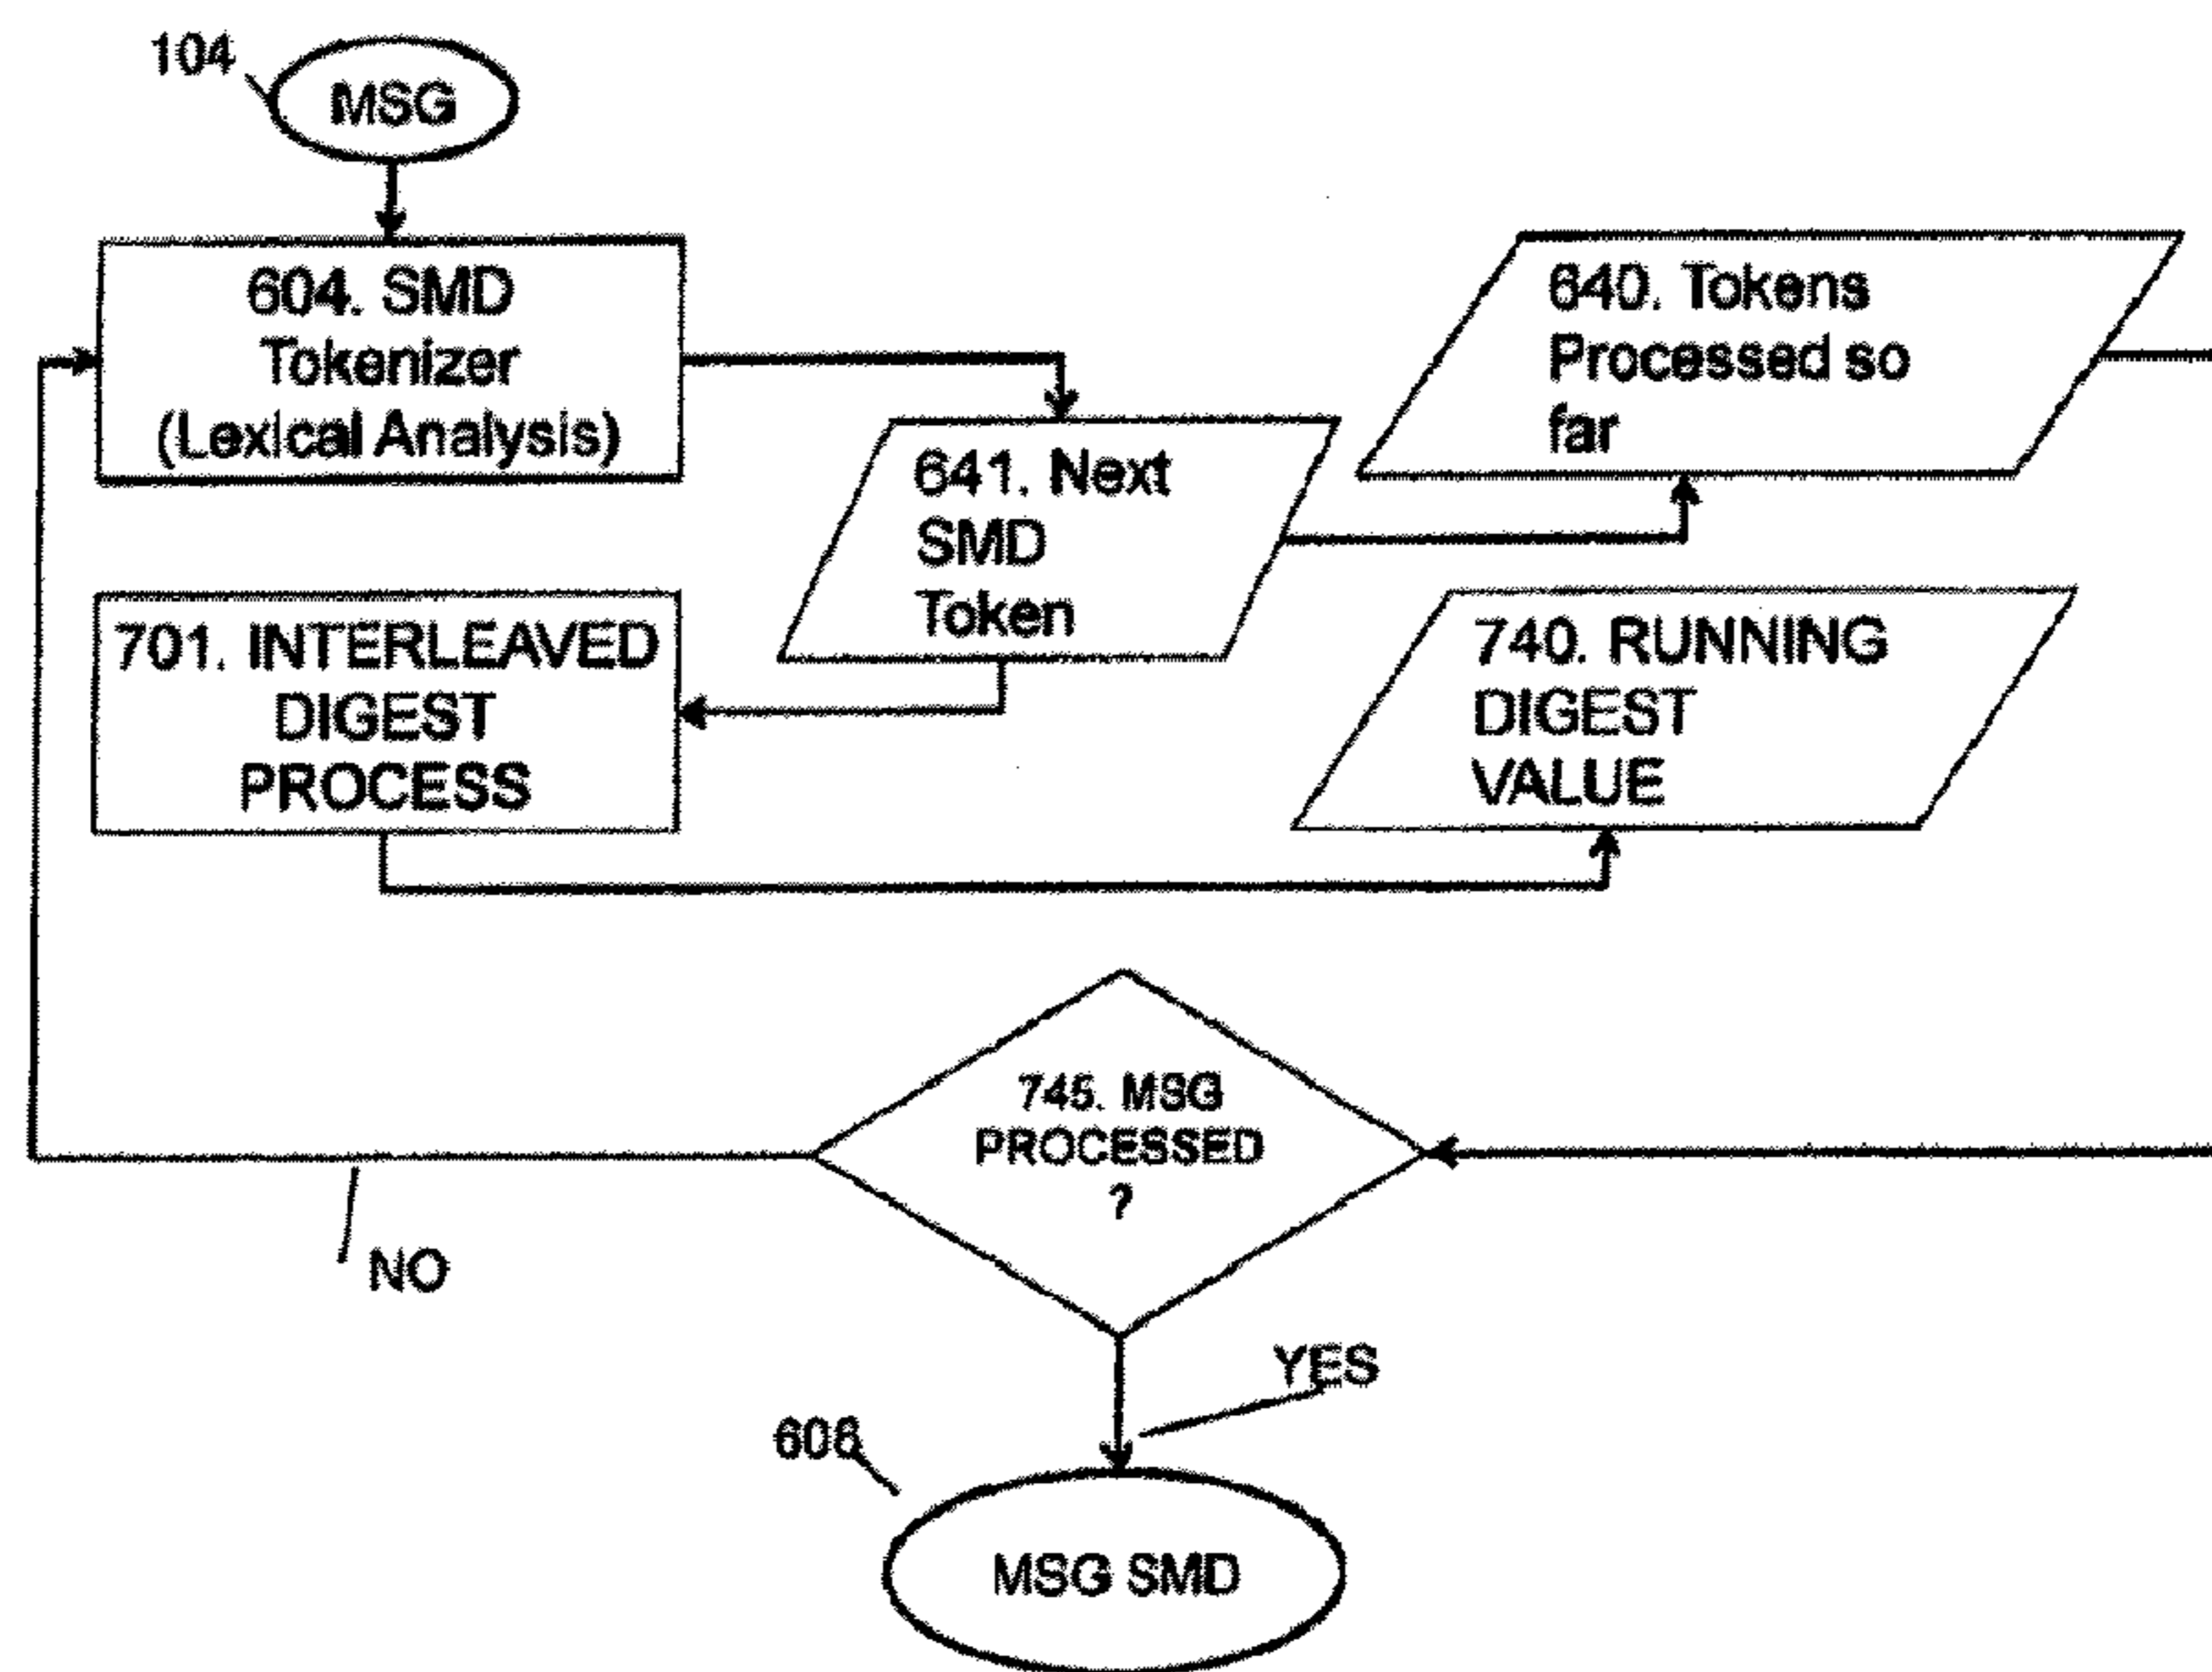 104
MSG
604. SMD
Tokenizer
(Lexical Analysis)
640. Tokens
Processed so
far
641. Next
SMD
Token
701. INTERLEAVED
DIGEST
PROCESS
740. RUNNING
DIGEST
VALUE
745. MSG
PROCESSED
?
NO
YES
608
MSG SMD